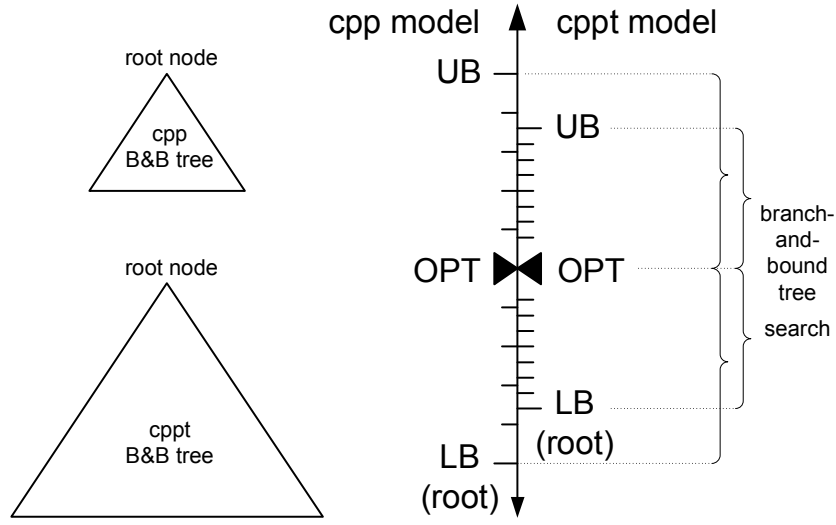 root node
cpp
B&B tree
root node
cppt
B&B tree
cpp model
cppt model
UB
UB
OPT
OPT
LB
(root)
LB
(root)
branch-
and-
bound
tree
search